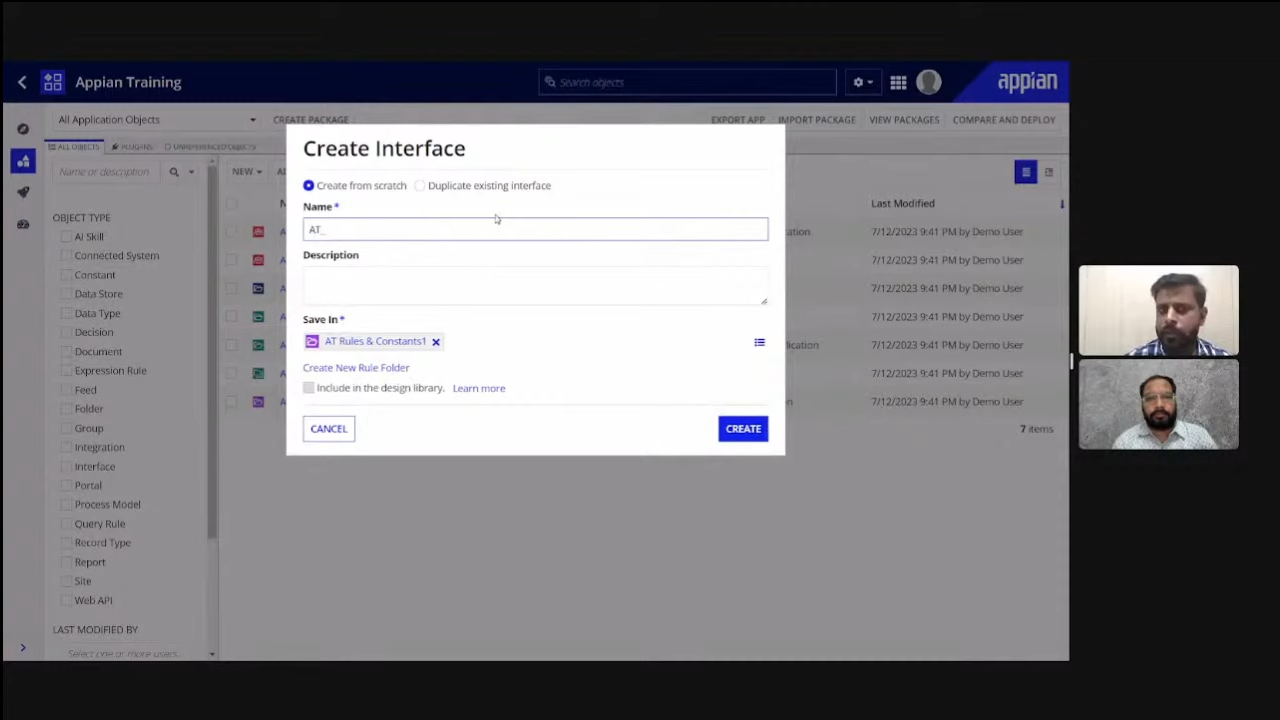 Appian Training
Search objects
appian
All Application Objects
CREATE PACKAGE
EXPORT APP
IMPORT PACKAGE
VIEW PACKAGES
COMPARE AND DEPLOY
ALL OBJECTS
PLUGINS
UNREFERENCED OBJECTS
Name or description
NEW
Last Modified
OBJECT TYPE
AI Skill
Connected System
Constant
Data Store
Data Type
Decision
Document
Expression Rule
Feed
Folder
Group
Integration
Interface
Portal
Process Model
Query Rule
Record Type
Report
Site
Web API
LAST MODIFIED BY
Select one or more users...
Create Interface
Create from scratch
Duplicate existing interface
Name *
AT_
Description
Save In *
AT Rules & Constants1
Create New Rule Folder
Include in the design library. Learn more
CANCEL
CREATE
7/12/2023 9:41 PM by Demo User
7/12/2023 9:41 PM by Demo User
7/12/2023 9:41 PM by Demo User
7/12/2023 9:41 PM by Demo User
7/12/2023 9:41 PM by Demo User
7/12/2023 9:41 PM by Demo User
7/12/2023 9:41 PM by Demo User
7 items